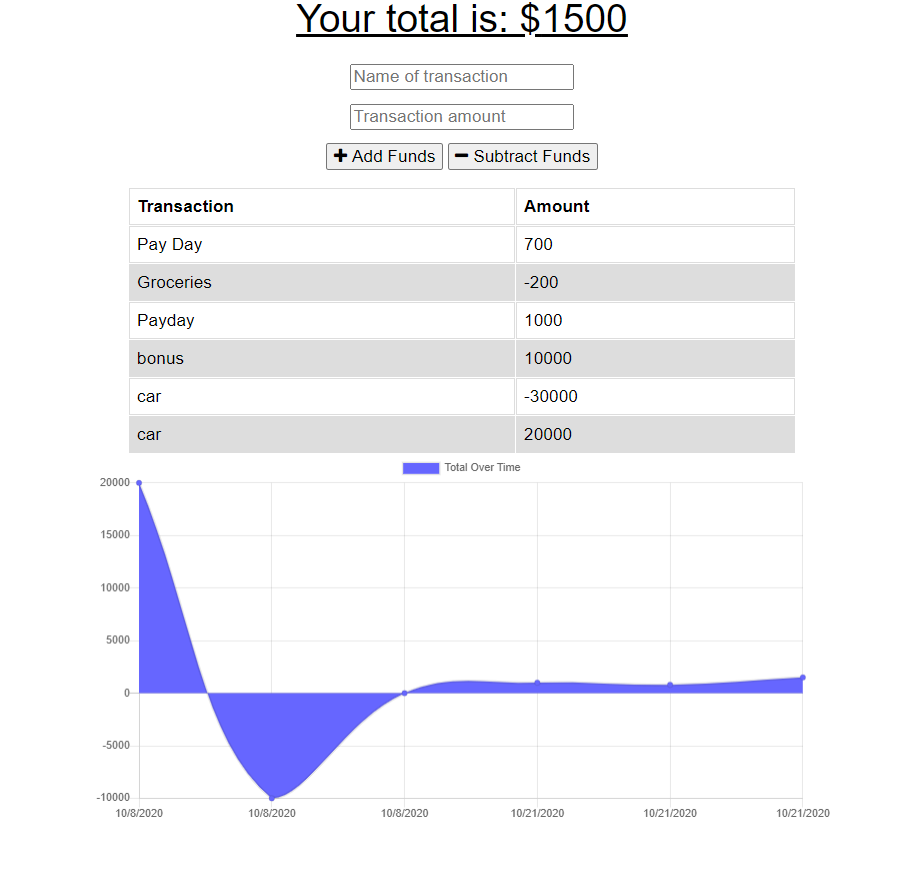 Your total is: $1500
Name of transaction
Transaction amount
Add Funds Subtract Funds
Transaction Amount
Pay Day 700
Groceries -200
Payday 1000
bonus 10000
car -30000
car 20000
Total Over Time
20000
15000
10000
5000
0
-5000
-10000
10/8/2020 10/8/2020 10/8/2020 10/21/2020 10/21/2020 10/21/2020